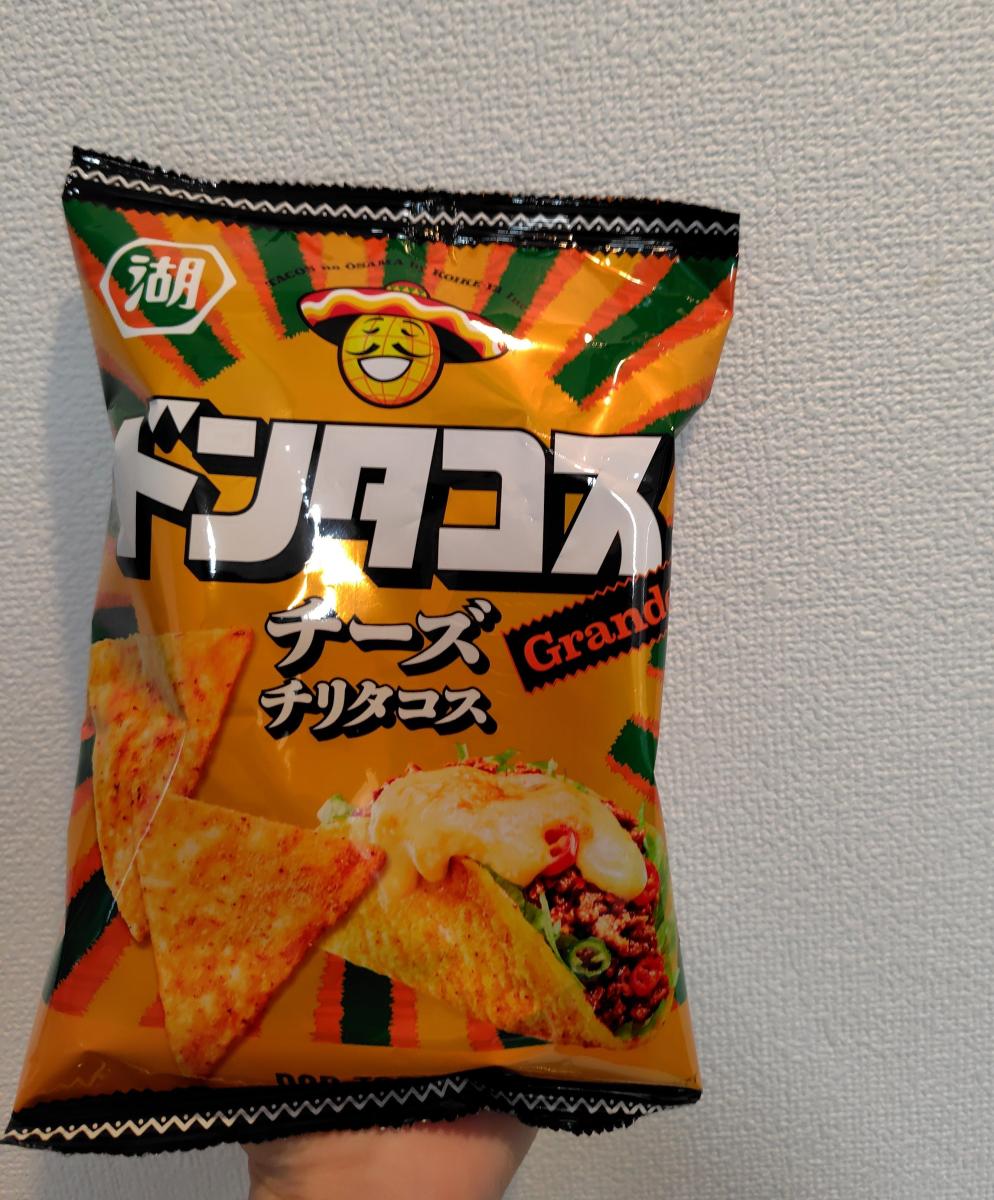 湖
TACOS no ŌSAMA by KOIKE-YA Inc.
ドンタコス
Grande
チーズ
チリタコス